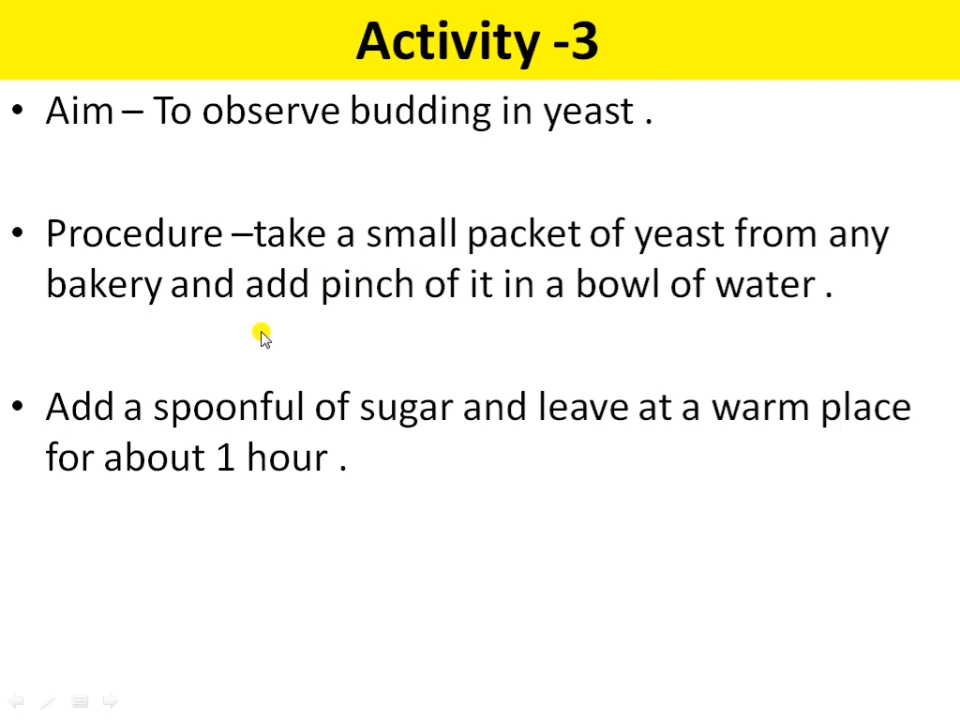 Activity -3
• Aim – To observe budding in yeast .
• Procedure –take a small packet of yeast from any
bakery and add pinch of it in a bowl of water .
• Add a spoonful of sugar and leave at a warm place
for about 1 hour .